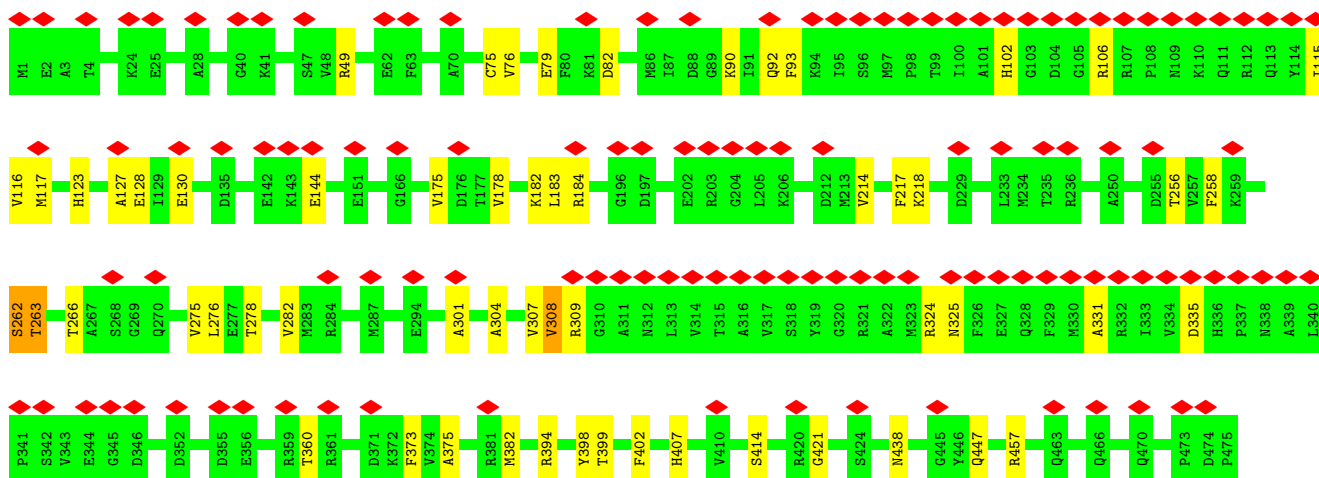 M1 E2 A3 T4 K24 E25 A28 G40 K41 S47 V48 R49 E62 F63 A70 C75 V76 E79 F80 K81 D82 M86 I87 D88 G89 K90 I91 Q92 F93 K94 I95 S96 M97 P98 T99 I100 A101 H102 G103 D104 G105 R106 R107 P108 N109 K110 Q111 R112 Q113 Y114 I115
V116 M117 H123 A127 E128 I129 E130 D135 E142 K143 E144 E151 G166 V175 D176 T177 V178 K182 L183 R184 G196 D197 E202 R203 G204 L205 K206 D212 M213 V214 F217 K218 D229 L233 M234 T235 R236 A250 D255 T256 V257 F258 K259
S262 T263 T266 A267 S268 G269 Q270 V275 L276 E277 T278 V282 M283 R284 M287 E294 A301 A304 V307 V308 R309 G310 A311 N312 L313 V314 T315 A316 V317 S318 Y319 G320 R321 A322 M323 R324 N325 F326 E327 Q328 F329 M330 A331 R332 I333 V334 D335 H336 P337 N338 A339 L340
P341 S342 V343 E344 G345 D346 D352 D355 E356 R359 T360 R361 D371 K372 F373 V374 A375 R381 M382 R394 Y398 T399 F402 H407 V410 S414 R420 G421 S424 N438 G445 Y446 Q447 R457 Q463 Q466 Q470 P473 D474 P475